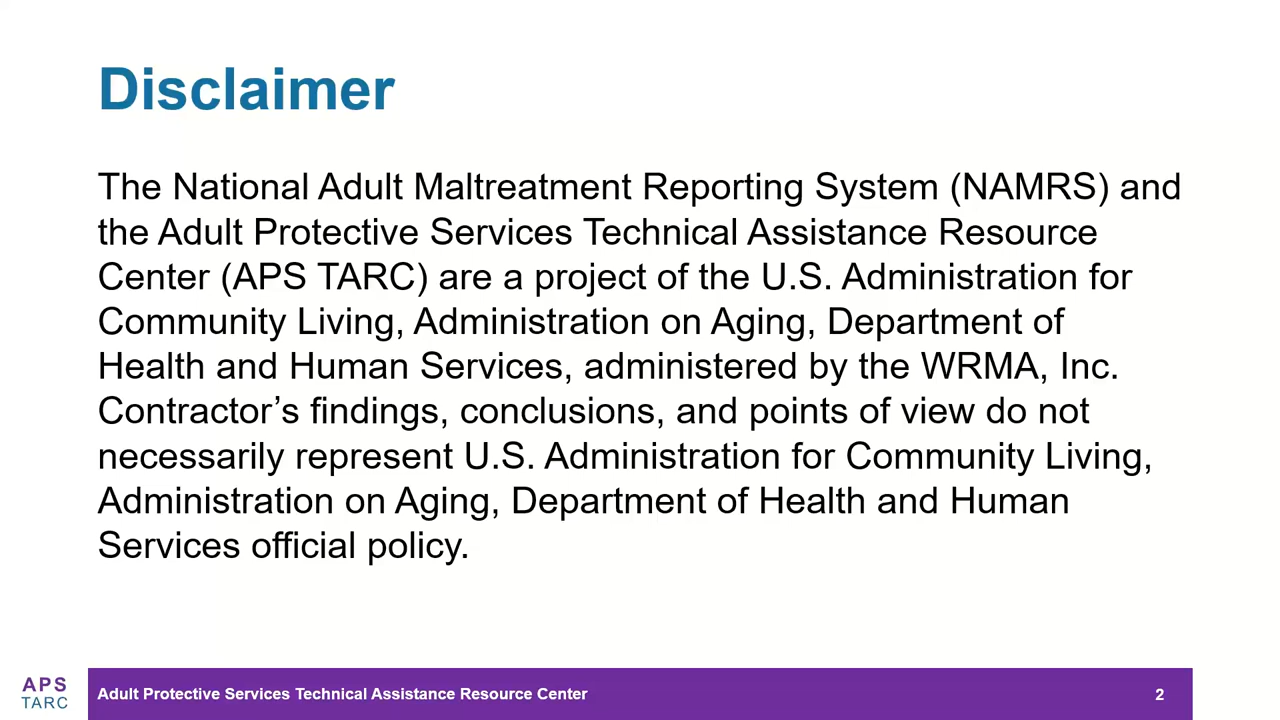 Disclaimer
The National Adult Maltreatment Reporting System (NAMRS) and
the Adult Protective Services Technical Assistance Resource
Center (APS TARC) are a project of the U.S. Administration for
Community Living, Administration on Aging, Department of
Health and Human Services, administered by the WRMA, Inc.
Contractor’s findings, conclusions, and points of view do not
necessarily represent U.S. Administration for Community Living,
Administration on Aging, Department of Health and Human
Services official policy.
APS
TARC
Adult Protective Services Technical Assistance Resource Center
2